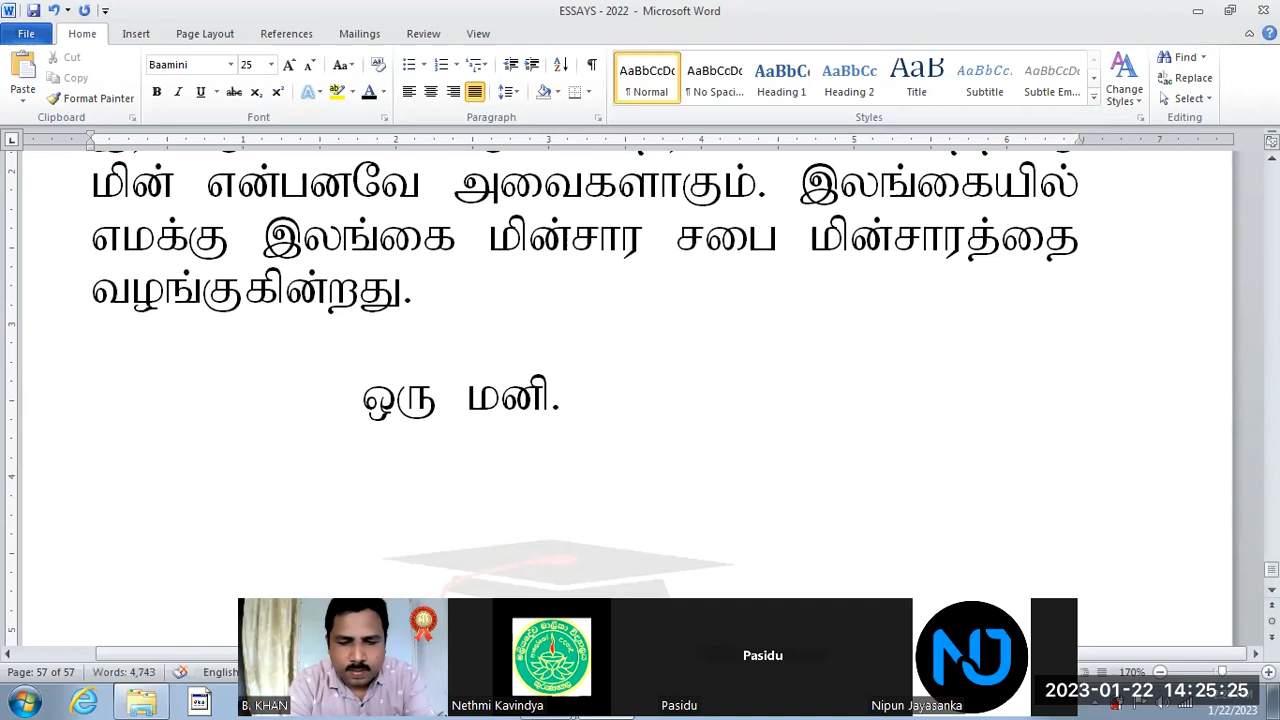 ESSAYS - 2022 - Microsoft Word
File Home Insert Page Layout References Mailings Review View
Paste
Cut
Copy
Format Painter
Clipboard
Baamini 25
Font
Paragraph
AaBbCcDc AaBbCcDc AaBbCc AaBbCc AaB AaBbCc. AaBbCcDc
¶ Normal ¶ No Spaci... Heading 1 Heading 2 Title Subtitle Subtle Em...
Change Styles
Styles
Find
Replace
Select
Editing
மின் என்பனவே அவைகளாகும். இலங்கையில்
எமக்கு இலங்கை மின்சார சபை மின்சாரத்தை
வழங்குகின்றது.
ஒரு மனி.
Pasidu
B. KHAN Nethmi Kavindya Pasidu Nipun Jayasanka
Page: 57 of 57 Words: 4,743 English 170%
2023-01-22 14:25:25
1/22/2023